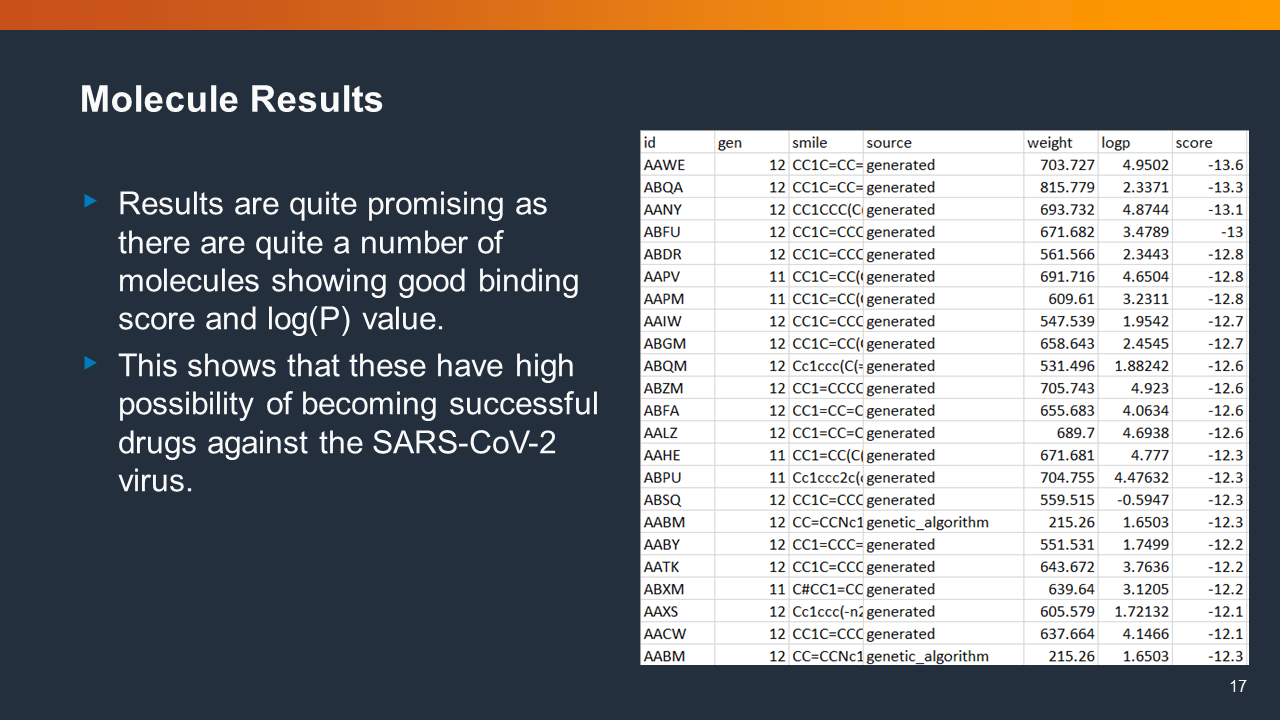 Molecule Results
Results are quite promising as
there are quite a number of
molecules showing good binding
score and log(P) value.
This shows that these have high
possibility of becoming successful
drugs against the SARS-CoV-2
virus.
id gen smile source weight logp score
AAWE 12 CC1C=CC= generated 703.727 4.9502 -13.6
ABQA 12 CC1C=CC= generated 815.779 2.3371 -13.3
AANY 12 CC1CCC(C generated 693.732 4.8744 -13.1
ABFU 12 CC1C=CCC generated 671.682 3.4789 -13
ABDR 12 CC1C=CCC generated 561.566 2.3443 -12.8
AAPV 11 CC1C=CC( generated 691.716 4.6504 -12.8
AAPM 11 CC1C=CC( generated 609.61 3.2311 -12.8
AAIW 12 CC1C=CCC generated 547.539 1.9542 -12.7
ABGM 12 CC1C=CC( generated 658.643 2.4545 -12.7
ABQM 12 Cc1ccc(C(= generated 531.496 1.88242 -12.6
ABZM 12 CC1=CCCC generated 705.743 4.923 -12.6
ABFA 12 CC1=CC=C generated 655.683 4.0634 -12.6
AALZ 12 CC1=CC=C generated 689.7 4.6938 -12.6
AAHE 11 CC1=CC(C( generated 671.681 4.777 -12.3
ABPU 11 Cc1ccc2c( generated 704.755 4.47632 -12.3
ABSQ 12 CC1C=CCC generated 559.515 -0.5947 -12.3
AABM 12 CC=CCNc1 genetic_algorithm 215.26 1.6503 -12.3
AABY 12 CC1=CCC= generated 551.531 1.7499 -12.2
AATK 12 CC1C=CCC generated 643.672 3.7636 -12.2
ABXM 11 C#CC1=CC generated 639.64 3.1205 -12.2
AAXS 12 Cc1ccc(-n2 generated 605.579 1.72132 -12.1
AACW 12 CC1C=CCC generated 637.664 4.1466 -12.1
AABM 12 CC=CCNc1 genetic_algorithm 215.26 1.6503 -12.3
17